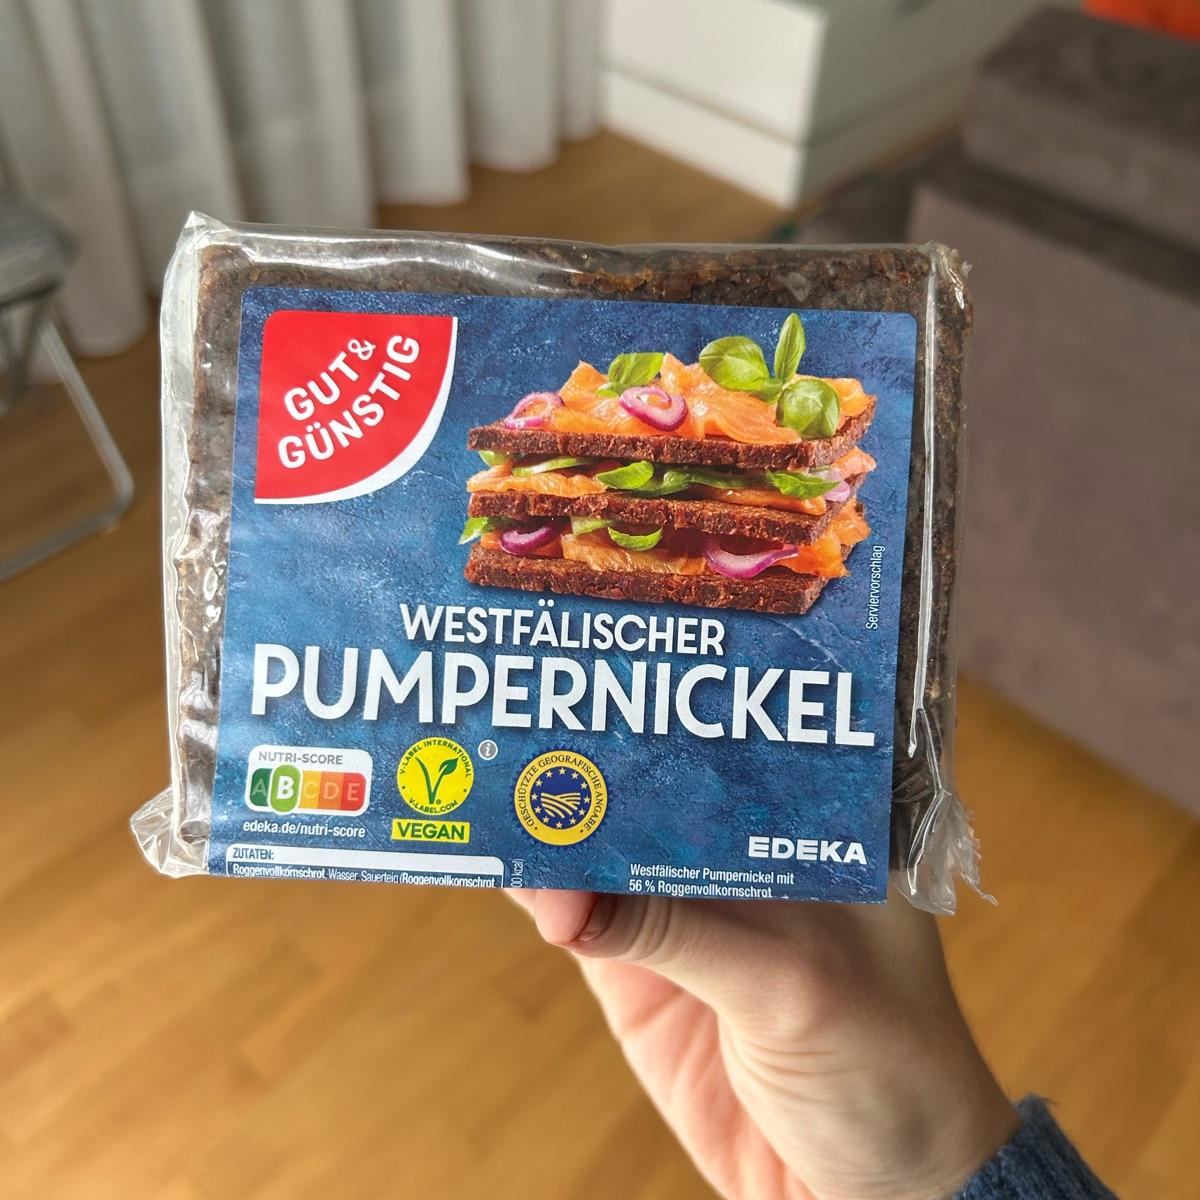 GUT&
GÜNSTIG
Serviervorschlag
WESTFÄLISCHER
PUMPERNICKEL
NUTRI-SCORE
A B C D E
edeka.de/nutri-score
V-LABEL INTERNATIONAL
V-LABEL.COM
VEGAN
i
GESCHÜTZTE GEOGRAFISCHE ANGABE
EDEKA
ZUTATEN:
Roggenvollkornschrot, Wasser, Sauerteig (Roggenvollkornschrot
kcal)
Westfälischer Pumpernickel mit
56 % Roggenvollkornschrot